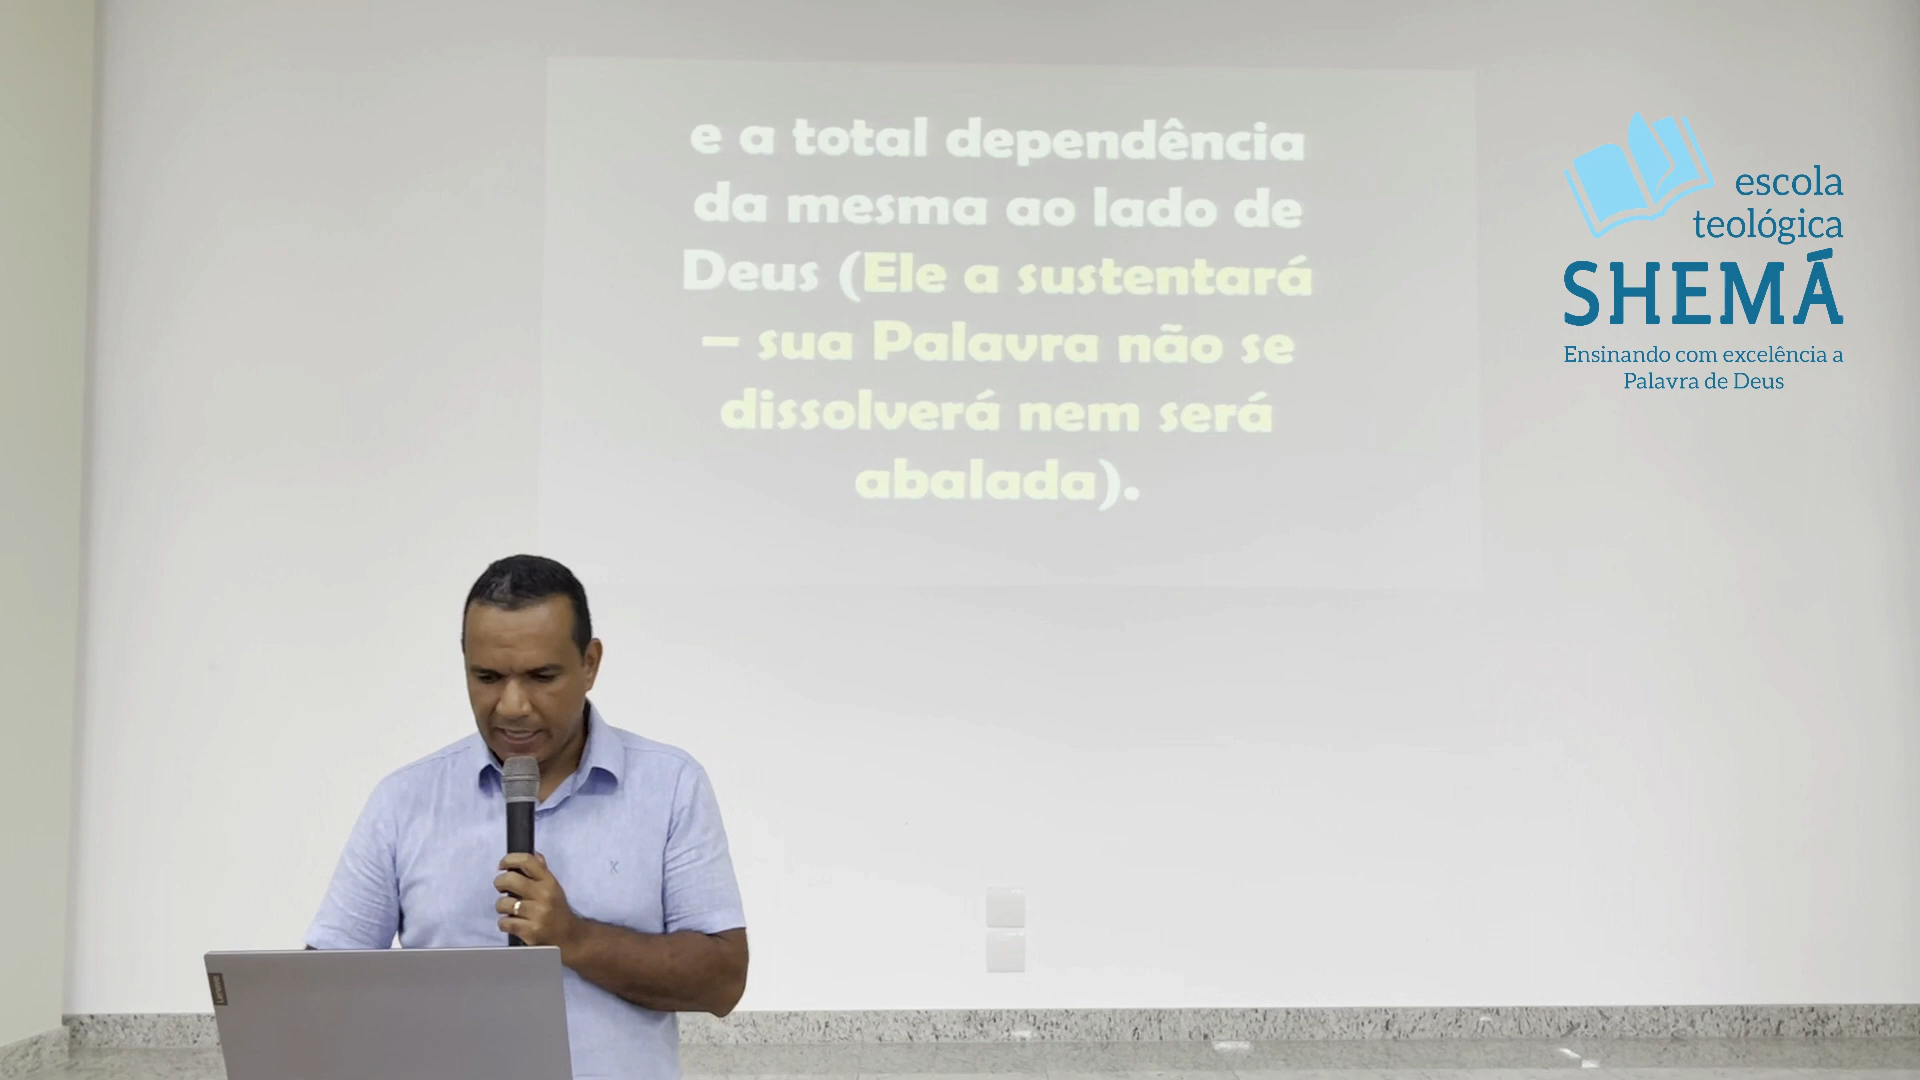 e a total dependência
da mesma ao lado de
Deus (Ele a sustentará
– sua Palavra não se
dissolverá nem será
abalada).
escola
teológica
SHEMÁ
Ensinando com excelência a
Palavra de Deus
K
Lenovo